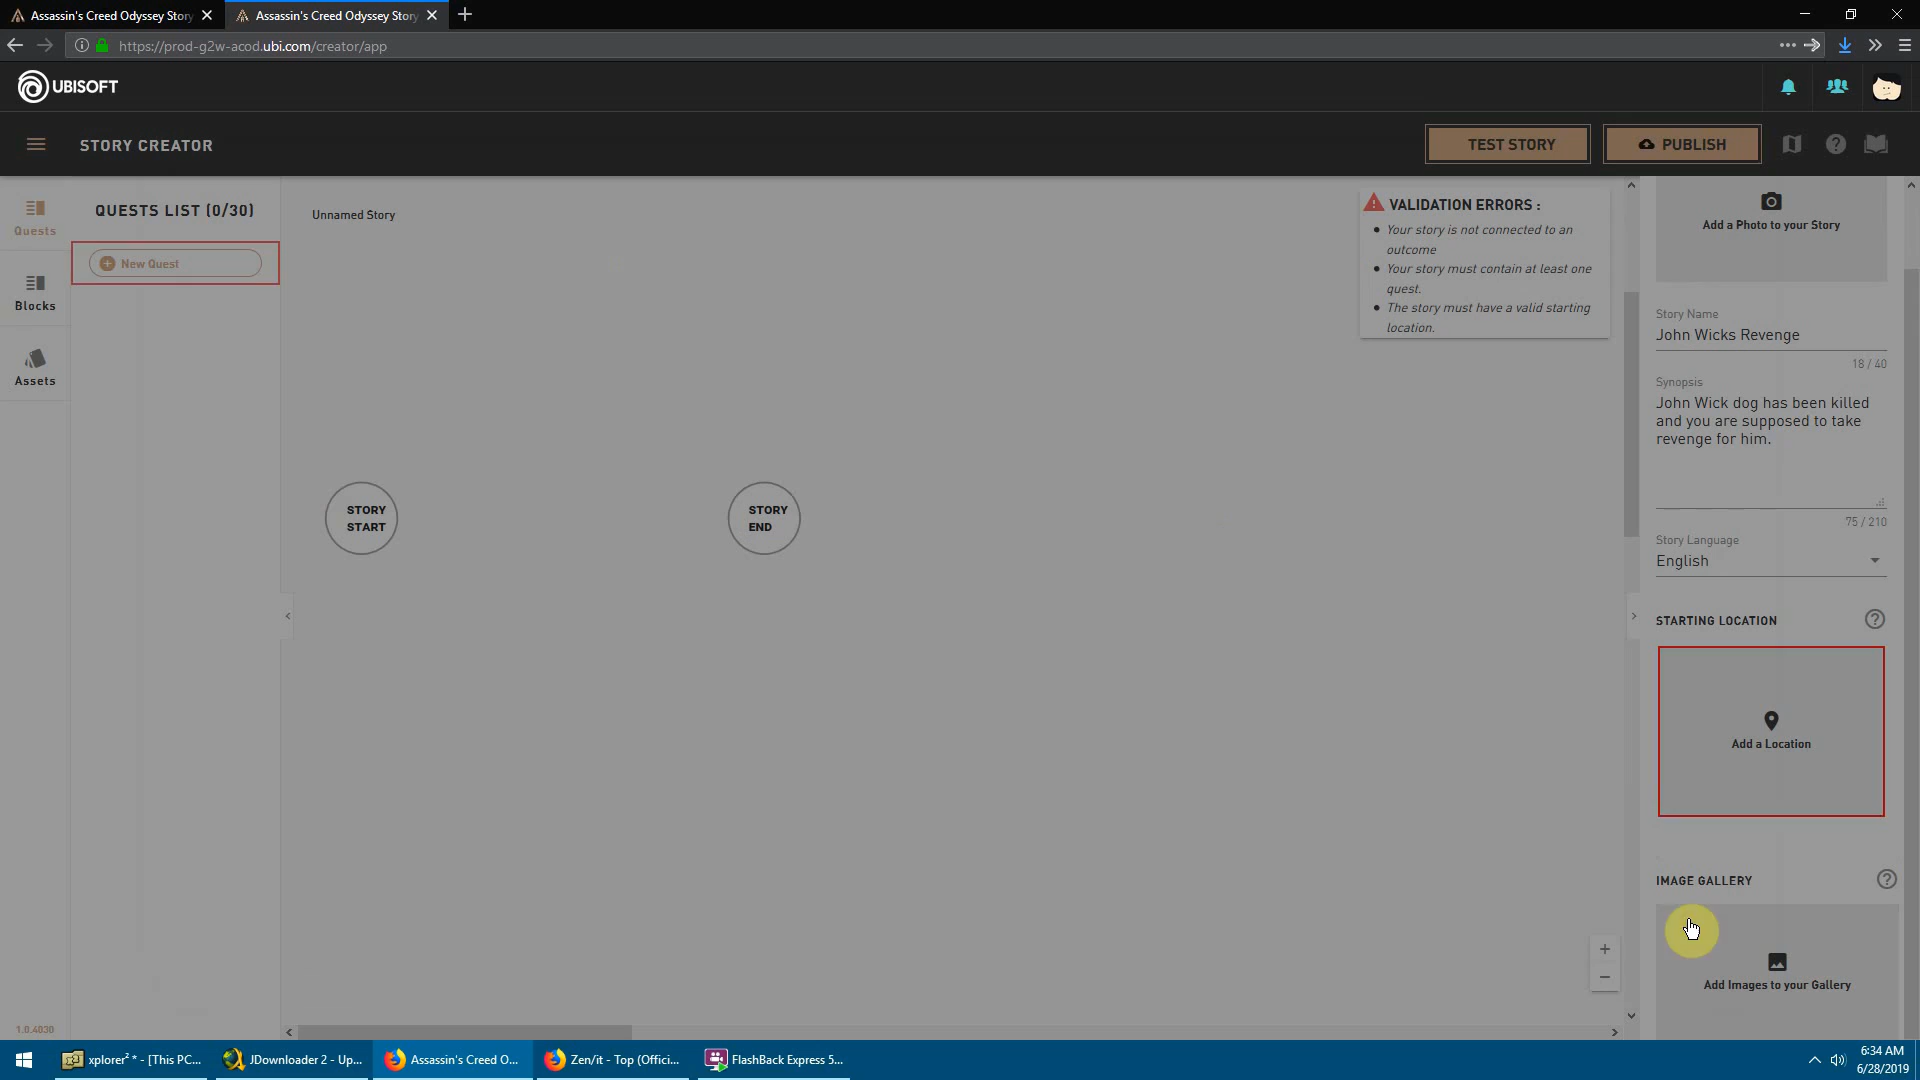 Assassin's Creed Odyssey Story
Assassin's Creed Odyssey Story
https://prod-g2w-acod.ubi.com/creator/app
UBISOFT
STORY CREATOR
TEST STORY
PUBLISH
Quests
Blocks
Assets
1.0.4030
QUESTS LIST (0/30)
New Quest
Unnamed Story
STORY
START
STORY
END
VALIDATION ERRORS :
Your story is not connected to an
outcome
Your story must contain at least one
quest.
The story must have a valid starting
location.
Add a Photo to your Story
Story Name
John Wicks Revenge
18 / 40
Synopsis
John Wick dog has been killed
and you are supposed to take
revenge for him.
75 / 210
Story Language
English
STARTING LOCATION
Add a Location
IMAGE GALLERY
Add Images to your Gallery
xplorer² * - [This PC...
JDownloader 2 - Up...
Assassin's Creed O...
Zen/it - Top (Offici...
FlashBack Express 5...
6:34 AM
6/28/2019